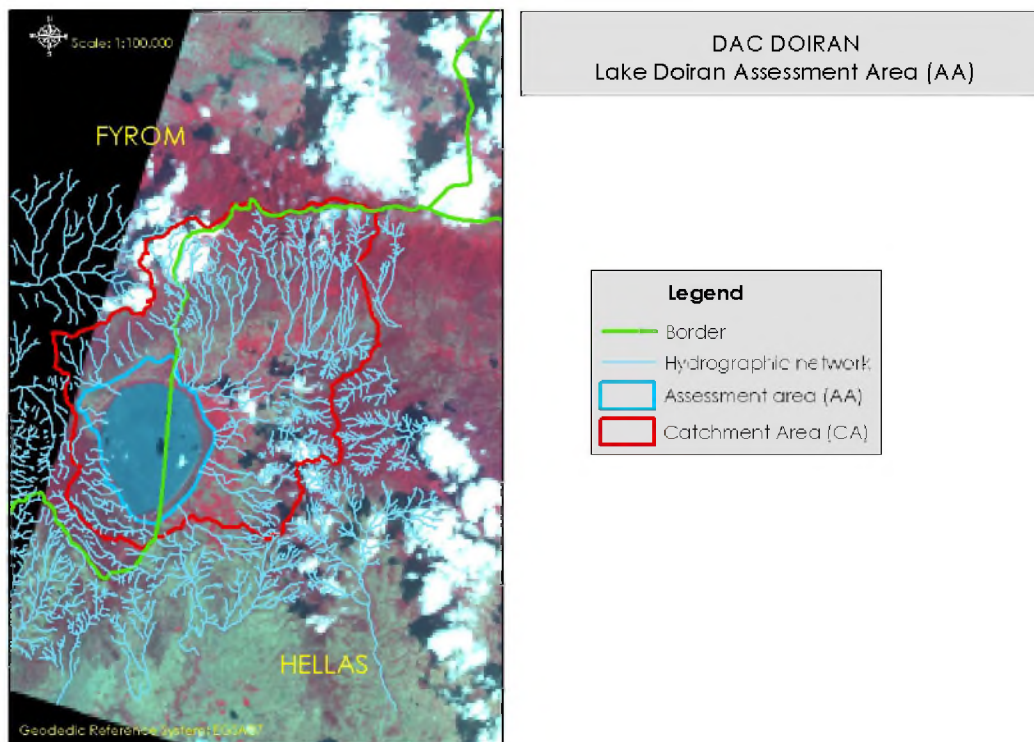 Scale: 1:100.000
FYROM
HELLAS
Geodedic Reference System: EGSA87
DAC DOIRAN
Lake Doiran Assessment Area (AA)
Legend
Border
Hydrographic network
Assessment area (AA)
Catchment Area (CA)